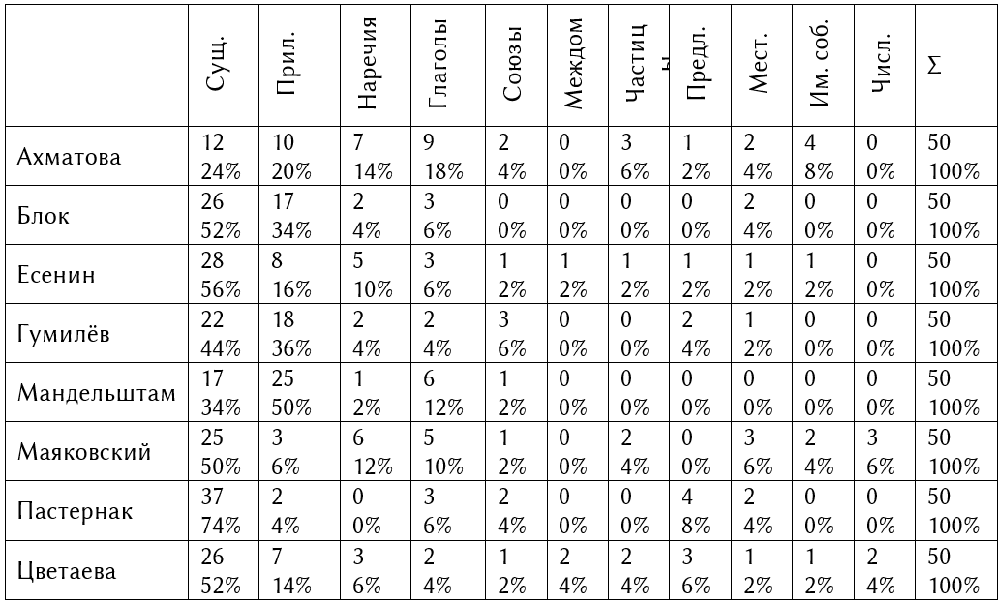 Сущ. Прил. Наречия Глаголы Союзы Междом Частиц
ы Предл. Мест. Им. соб. Числ. Σ
Ахматова 12 10 7 9 2 0 3 1 2 4 0 50
24% 20% 14% 18% 4% 0% 6% 2% 4% 8% 0% 100%
Блок 26 17 2 3 0 0 0 0 2 0 0 50
52% 34% 4% 6% 0% 0% 0% 0% 4% 0% 0% 100%
Есенин 28 8 5 3 1 1 1 1 1 1 0 50
56% 16% 10% 6% 2% 2% 2% 2% 2% 2% 0% 100%
Гумилёв 22 18 2 2 3 0 0 2 1 0 0 50
44% 36% 4% 4% 6% 0% 0% 4% 2% 0% 0% 100%
Мандельштам 17 25 1 6 1 0 0 0 0 0 0 50
34% 50% 2% 12% 2% 0% 0% 0% 0% 0% 0% 100%
Маяковский 25 3 6 5 1 0 2 0 3 2 3 50
50% 6% 12% 10% 2% 0% 4% 0% 6% 4% 6% 100%
Пастернак 37 2 0 3 2 0 0 4 2 0 0 50
74% 4% 0% 6% 4% 0% 0% 8% 4% 0% 0% 100%
Цветаева 26 7 3 2 1 2 2 3 1 1 2 50
52% 14% 6% 4% 2% 4% 4% 6% 2% 2% 4% 100%